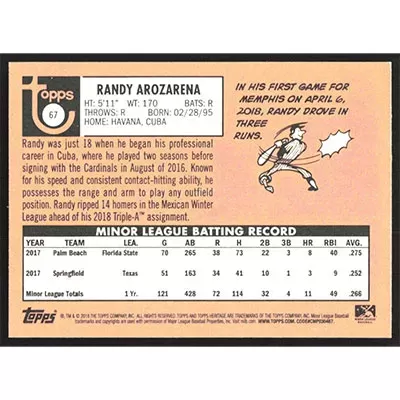 topps
67
RANDY AROZARENA
HT: 5'11" WT: 170 BATS: R
THROWS: R BORN: 02/28/95
HOME: HAVANA, CUBA
Randy was just 18 when he began his professional
career in Cuba, where he played two seasons before
signing with the Cardinals in August of 2016. Known
for his speed and consistent contact-hitting ability, he
possesses the range and arm to play any outfield
position. Randy ripped 14 homers in the Mexican Winter
League ahead of his 2018 Triple-A™ assignment.
IN HIS FIRST GAME FOR
MEMPHIS ON APRIL 6,
2018, RANDY DROVE IN
THREE
RUNS.
MINOR LEAGUE BATTING RECORD
YEAR TEAM LEA. G AB R H 2B 3B HR RBI AVG.
2017 Palm Beach Florida State 70 265 38 73 22 3 8 40 .275
2017 Springfield Texas 51 163 34 41 10 1 3 9 .252
Minor League Totals 1 Yr. 121 428 72 114 32 4 11 49 .266
Topps